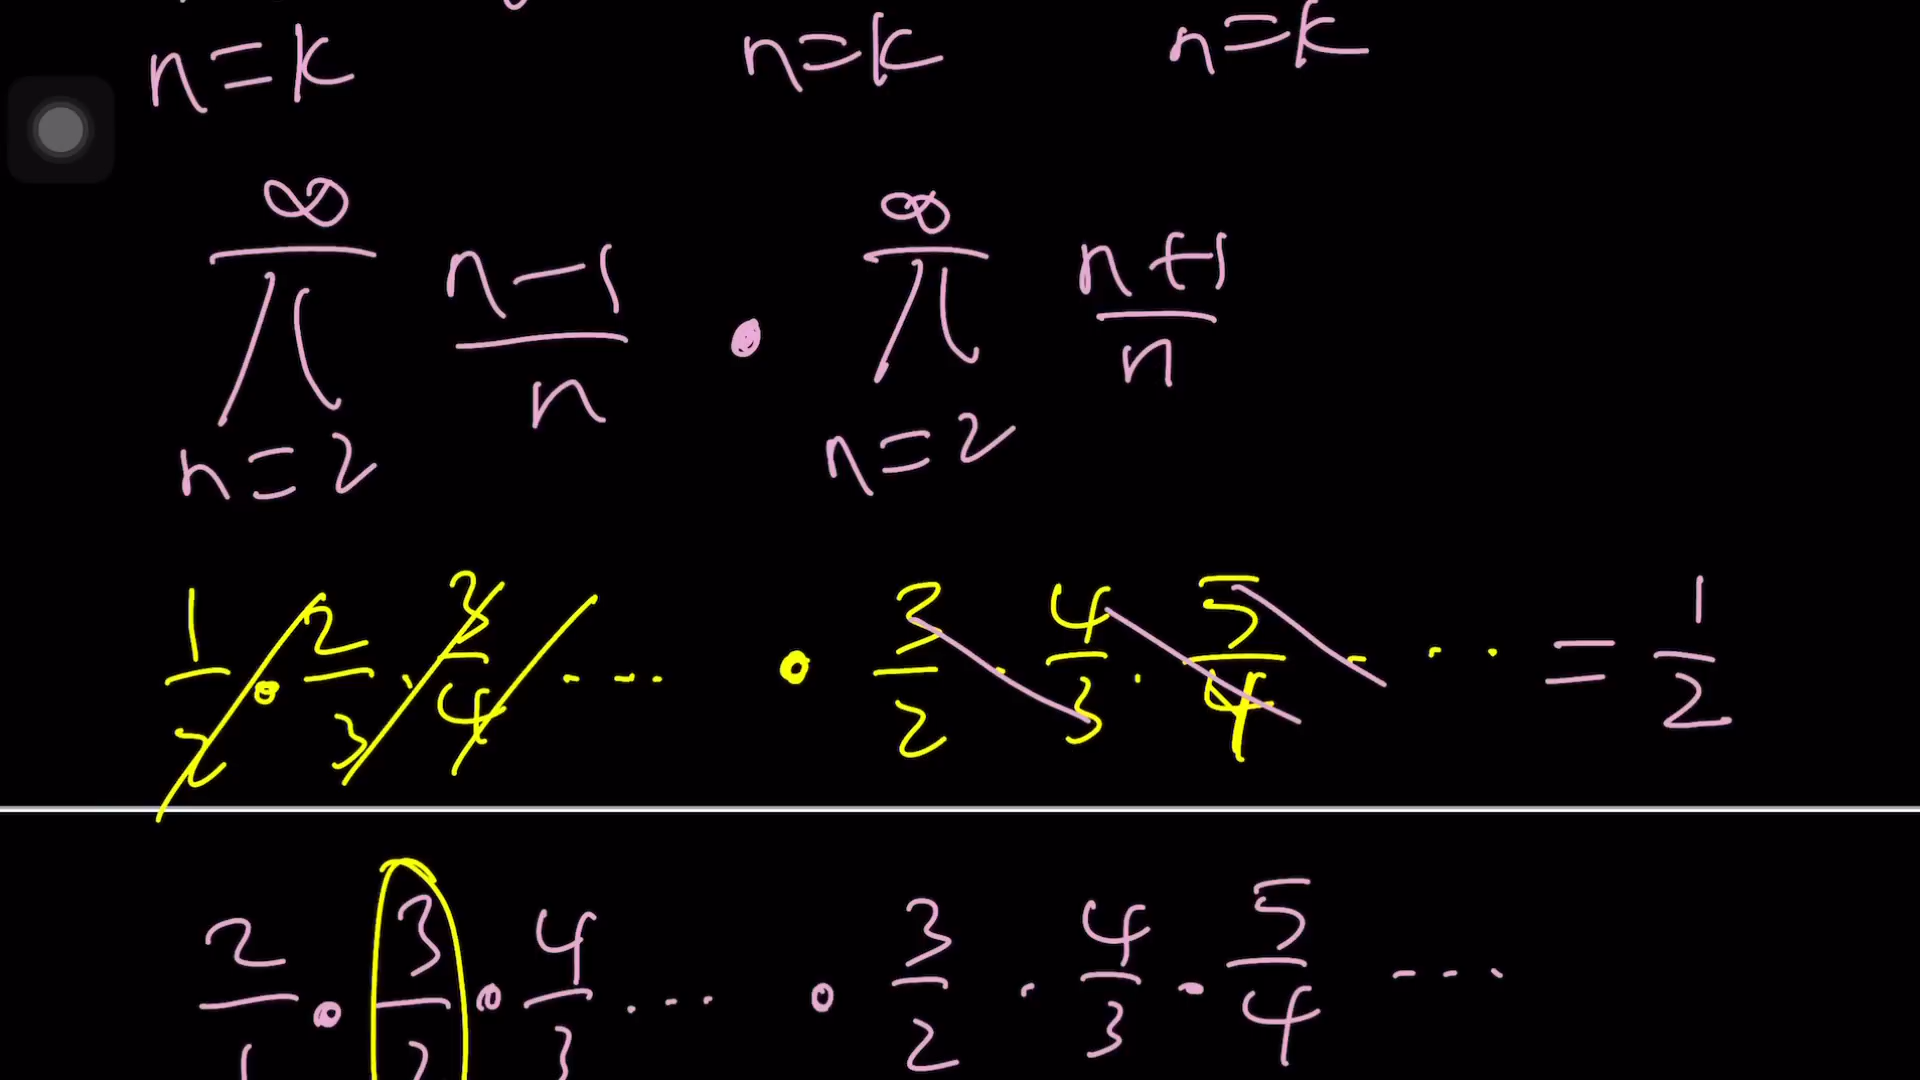 n=k n=k n=k
∞ ∞
∏ (n-1)/n • ∏ (n+1)/n
n=2 n=2
1/2 • 2/3 · 3/4 ··· • 3/2 · 4/3 · 5/4 · ··· = 1/2
2/1 • 3/2 • 4/3 ···· • 3/2 · 4/3 · 5/4 ···